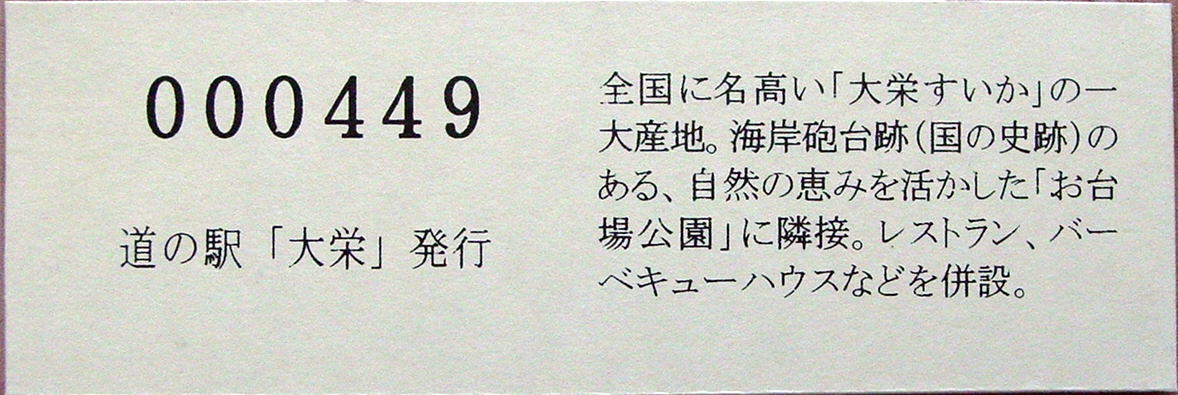 000449
道の駅「大栄」発行
全国に名高い「大栄すいか」の一
大産地。海岸砲台跡(国の史跡)の
ある、自然の恵みを活かした「お台
場公園」に隣接。レストラン、バー
ベキューハウスなどを併設。